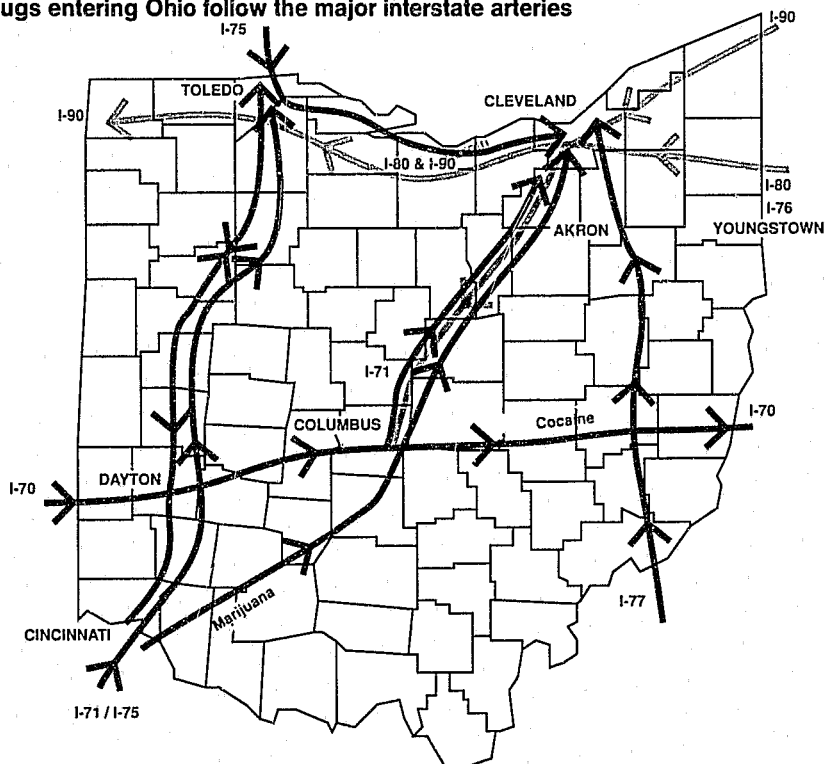 ugs entering Ohio follow the major interstate arteries
I-75
I-90
TOLEDO
CLEVELAND
I-90
I-80 & I-90
I-80
I-76
AKRON
YOUNGSTOWN
I-71
COLUMBUS
Cocaine
I-70
DAYTON
I-70
Marijuana
I-77
CINCINNATI
I-71 / I-75